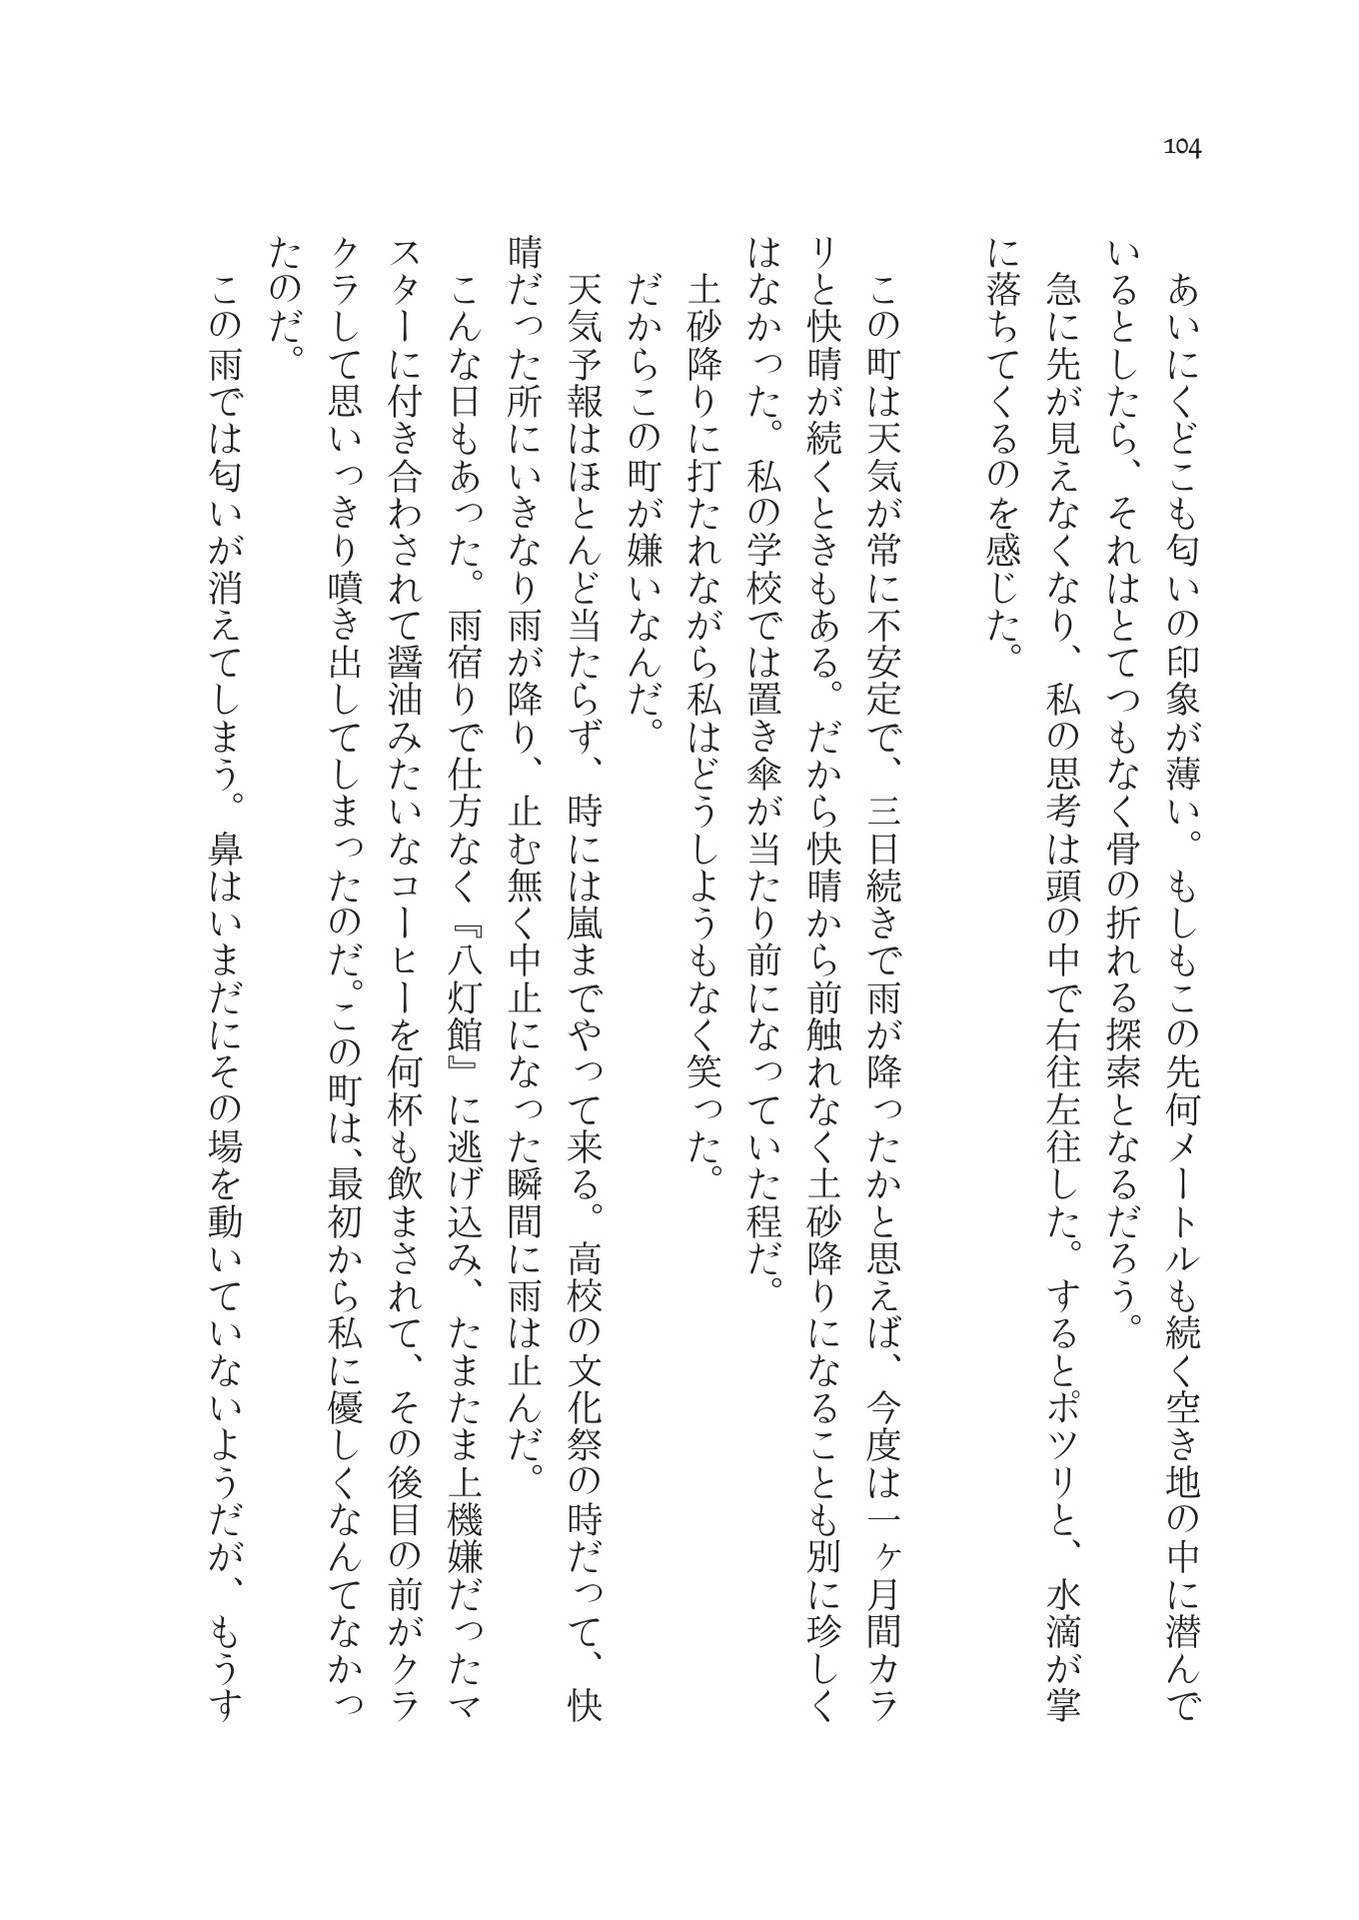 104
あいにくどこも匂いの印象が薄い。もしもこの先何メートルも続く空き地の中に潜んで
いるとしたら、それはとてつもなく骨の折れる探索となるだろう。
急に先が見えなくなり、私の思考は頭の中で右往左往した。するとポツリと、水滴が掌
に落ちてくるのを感じた。
この町は天気が常に不安定で、三日続きで雨が降ったかと思えば、今度は一ヶ月間カラ
リと快晴が続くときもある。だから快晴から前触れなく土砂降りになることも別に珍しく
はなかった。私の学校では置き傘が当たり前になっていた程だ。
土砂降りに打たれながら私はどうしようもなく笑った。
だからこの町が嫌いなんだ。
天気予報はほとんど当たらず、時には嵐までやって来る。高校の文化祭の時だって、快
晴だった所にいきなり雨が降り、止む無く中止になった瞬間に雨は止んだ。
こんな日もあった。雨宿りで仕方なく『八灯館』に逃げ込み、たまたま上機嫌だったマ
スターに付き合わされて醤油みたいなコーヒーを何杯も飲まされて、その後目の前がクラ
クラして思いっきり噴き出してしまったのだ。この町は、最初から私に優しくなんてなかっ
たのだ。
この雨では匂いが消えてしまう。鼻はいまだにその場を動いていないようだが、もうす